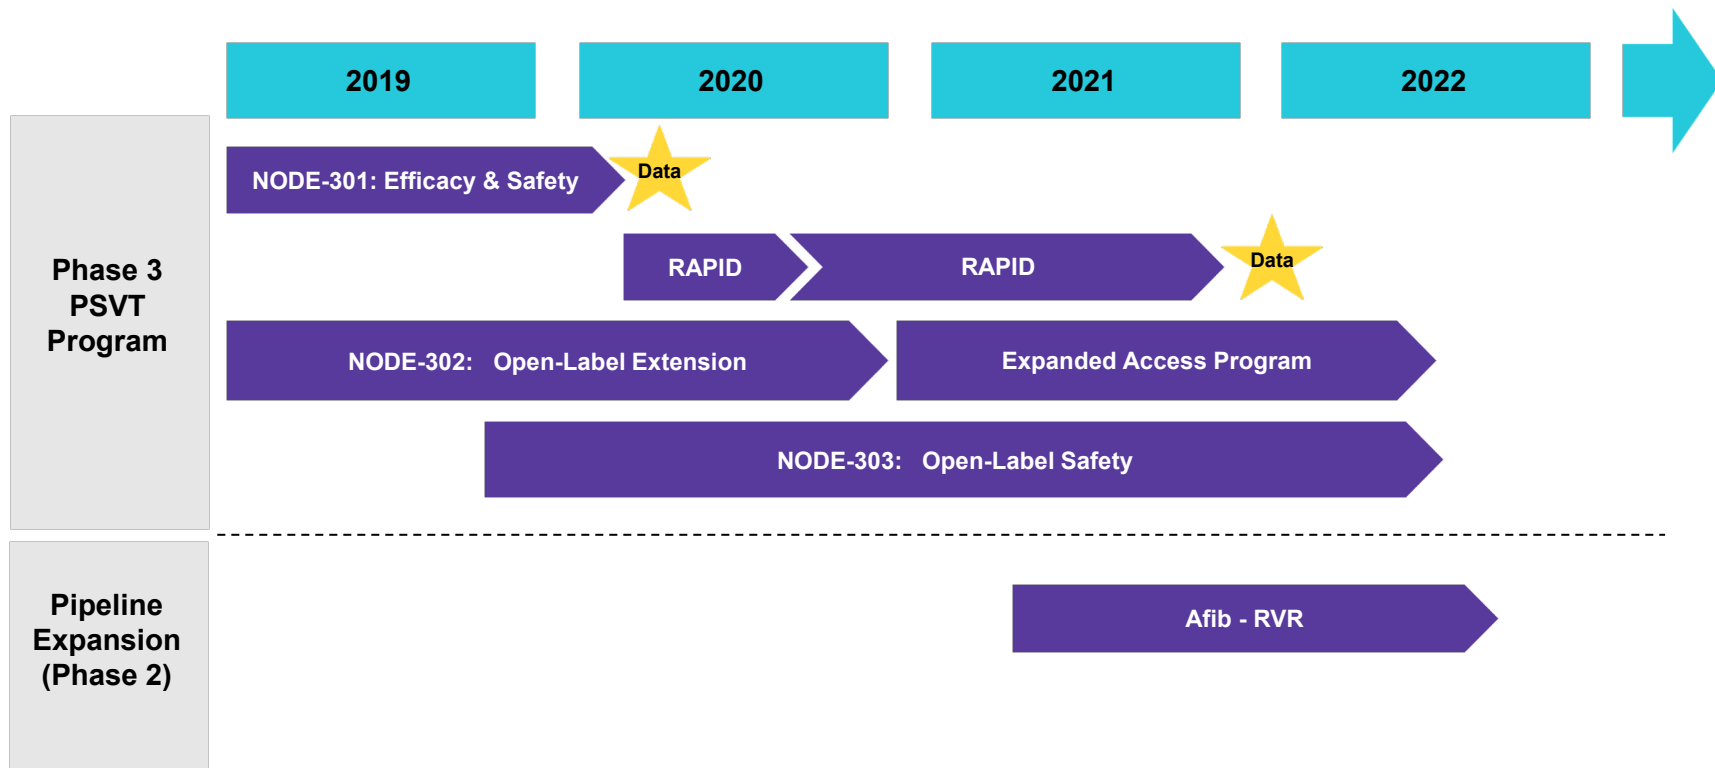 2019
2020
2021
2022
Phase 3
PSVT
Program
NODE-301: Efficacy & Safety
Data
RAPID
RAPID
Data
NODE-302: Open-Label Extension
Expanded Access Program
NODE-303: Open-Label Safety
Pipeline
Expansion
(Phase 2)
Afib - RVR